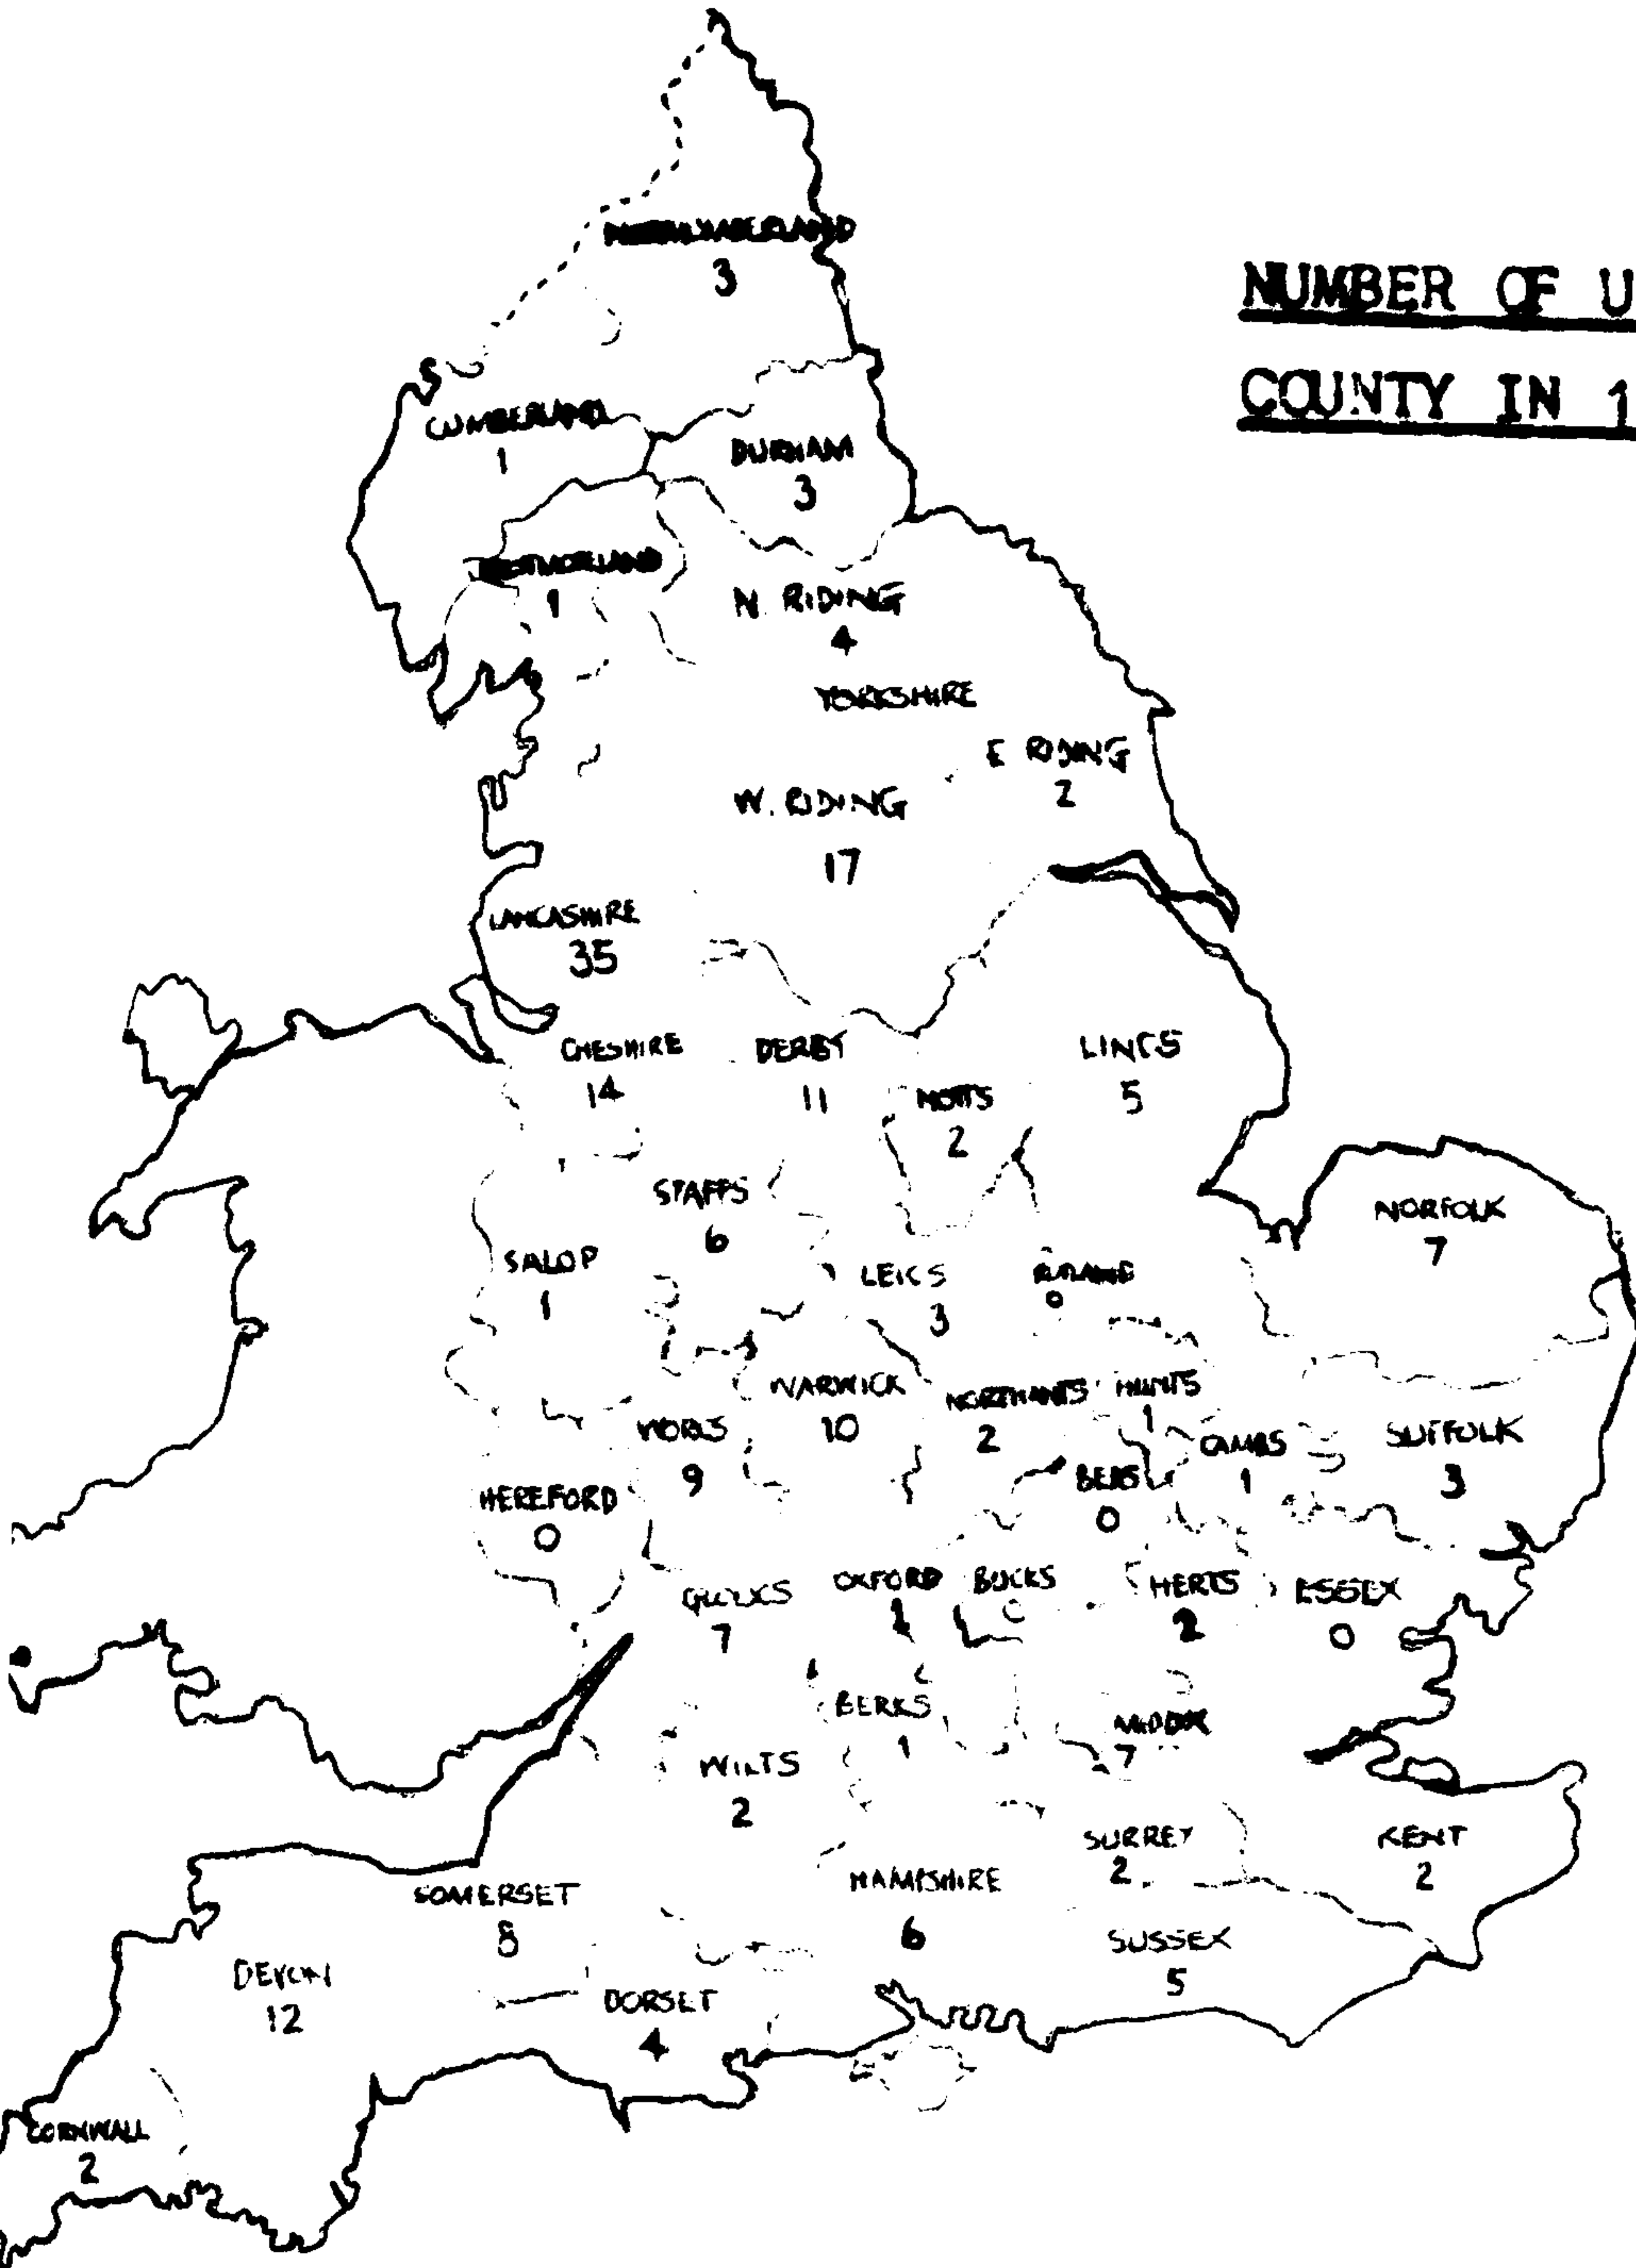 NUMBER OF U
COUNTY IN 1
NORTHUMBERLAND
3
CUMBERLAND
1
DURHAM
3
WESTMORLAND
1
N. RIDING
4
YORKSHIRE
E RIDING
2
W. RIDING
17
LANCASHIRE
35
CHESHIRE
14
DERBY
11
NOTTS
2
LINCS
5
STAFFS
6
SALOP
1
LEICS
3
RUTLAND
0
NORFOLK
7
WARWICK
10
NORTHANTS
2
HUNTS
1
CAMBS
1
SUFFOLK
3
WORCS
9
HEREFORD
0
BEDS
0
GLOUCS
7
OXFORD
1
BUCKS
HERTS
2
ESSEX
0
BERKS
1
MIDDX
7
WILTS
2
SURREY
2
KENT
2
SOMERSET
HAMPSHIRE
6
SUSSEX
5
DEVON
12
DORSET
4
CORNWALL
2